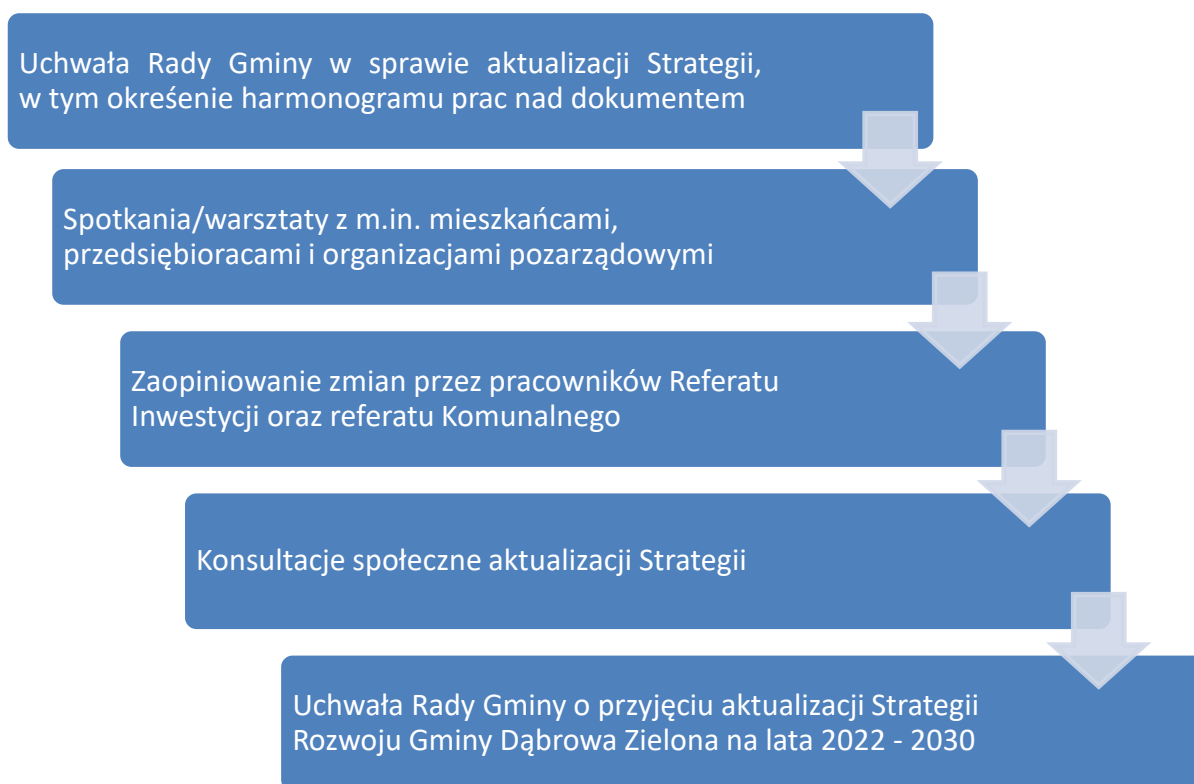 Uchwała Rady Gminy w sprawie aktualizacji Strategii,
w tym okreśenie harmonogramu prac nad dokumentem
Spotkania/warsztaty z m.in. mieszkańcami,
przedsiębioracami i organizacjami pozarządowymi
Zaopiniowanie zmian przez pracowników Referatu
Inwestycji oraz referatu Komunalnego
Konsultacje społeczne aktualizacji Strategii
Uchwała Rady Gminy o przyjęciu aktualizacji Strategii
Rozwoju Gminy Dąbrowa Zielona na lata 2022 - 2030